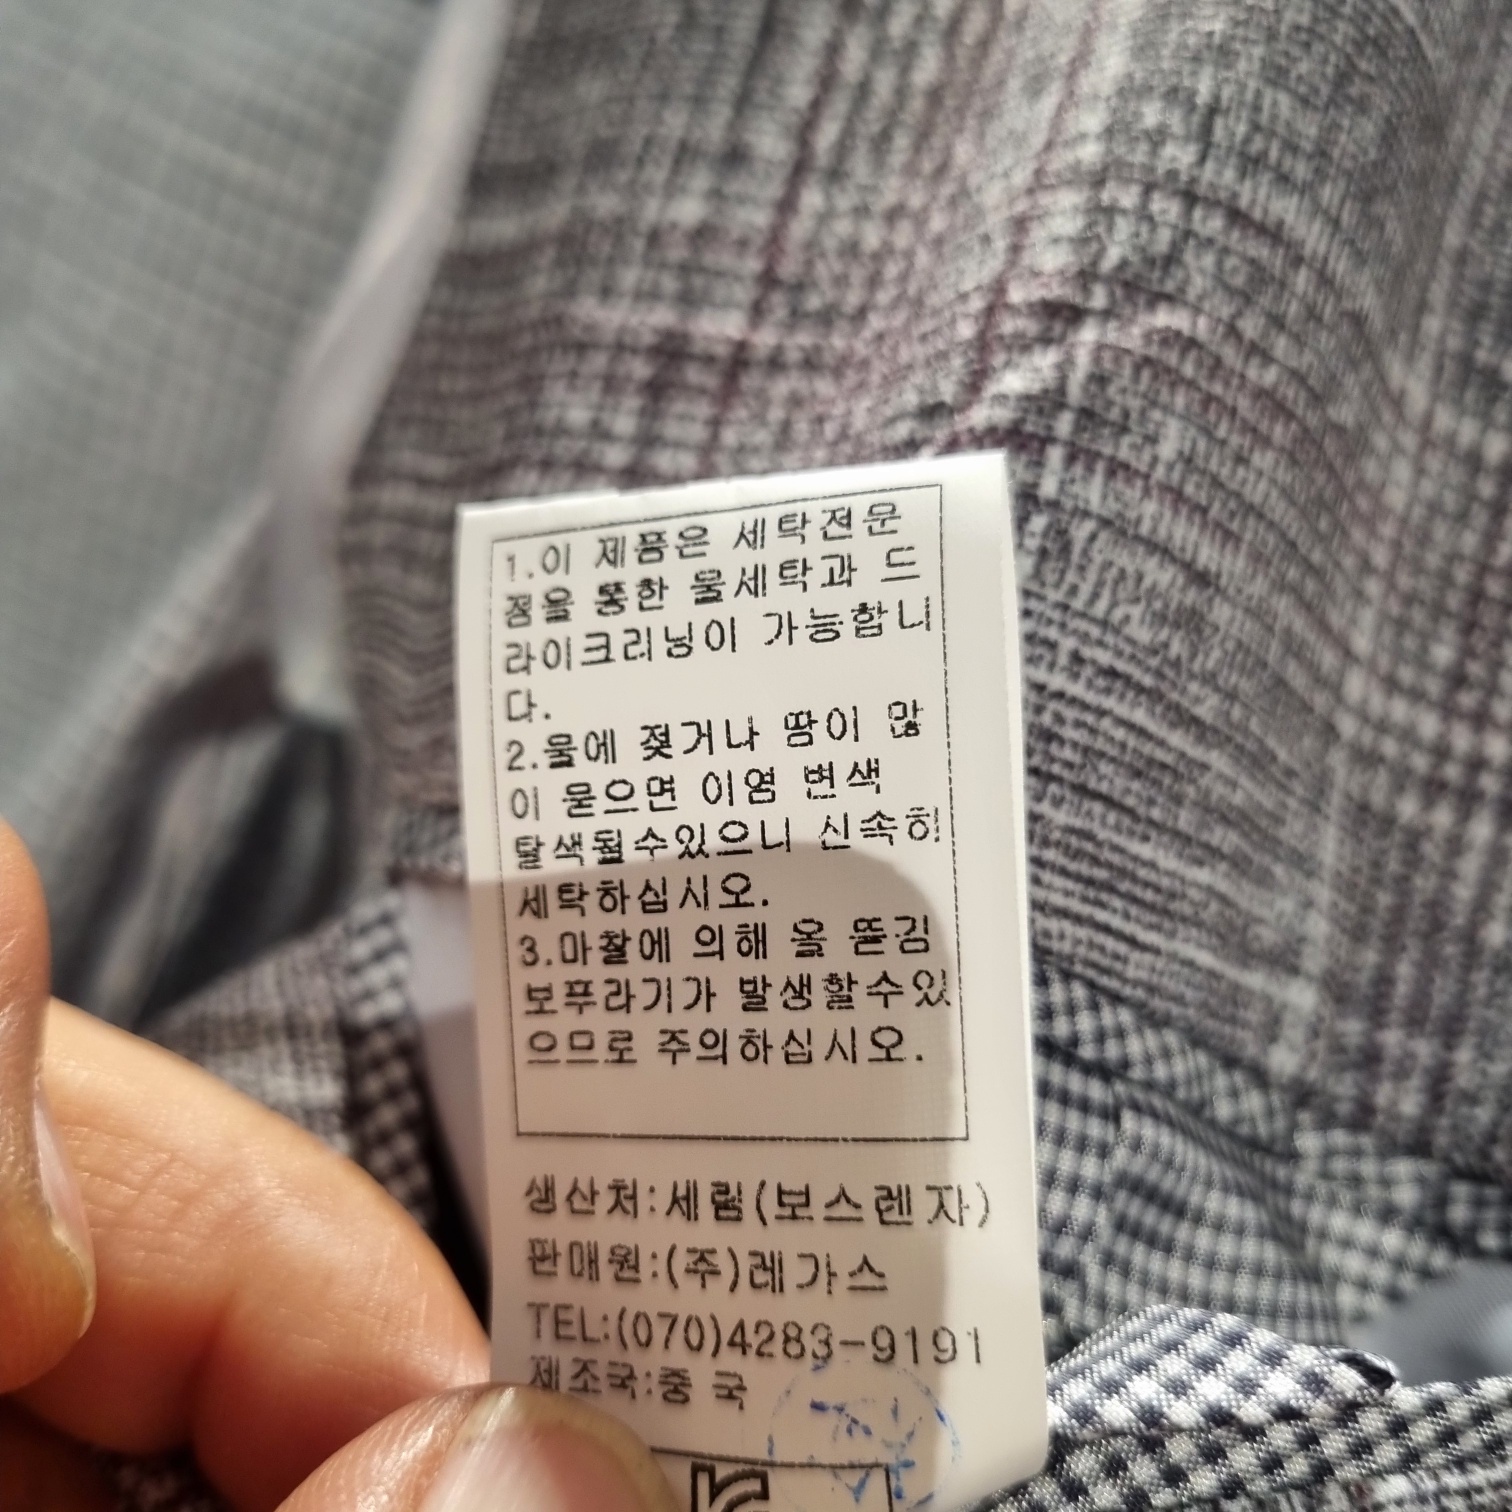 1.이 제품은 세탁전문
점을 통한 물세탁과 드
라이크리닝이 가능합니
다.
2.물에 젖거나 땀이 많
이 묻으면 이염 변색
탈색될수있으니 신속히
세탁하십시오.
3.마찰에 의해 올 뜯김
보푸라기가 발생할수있
으므로 주의하십시오.
생산처:세림(보스렌자)
판매원:(주)레가스
TEL:(070)4283-9191
제조국:중국